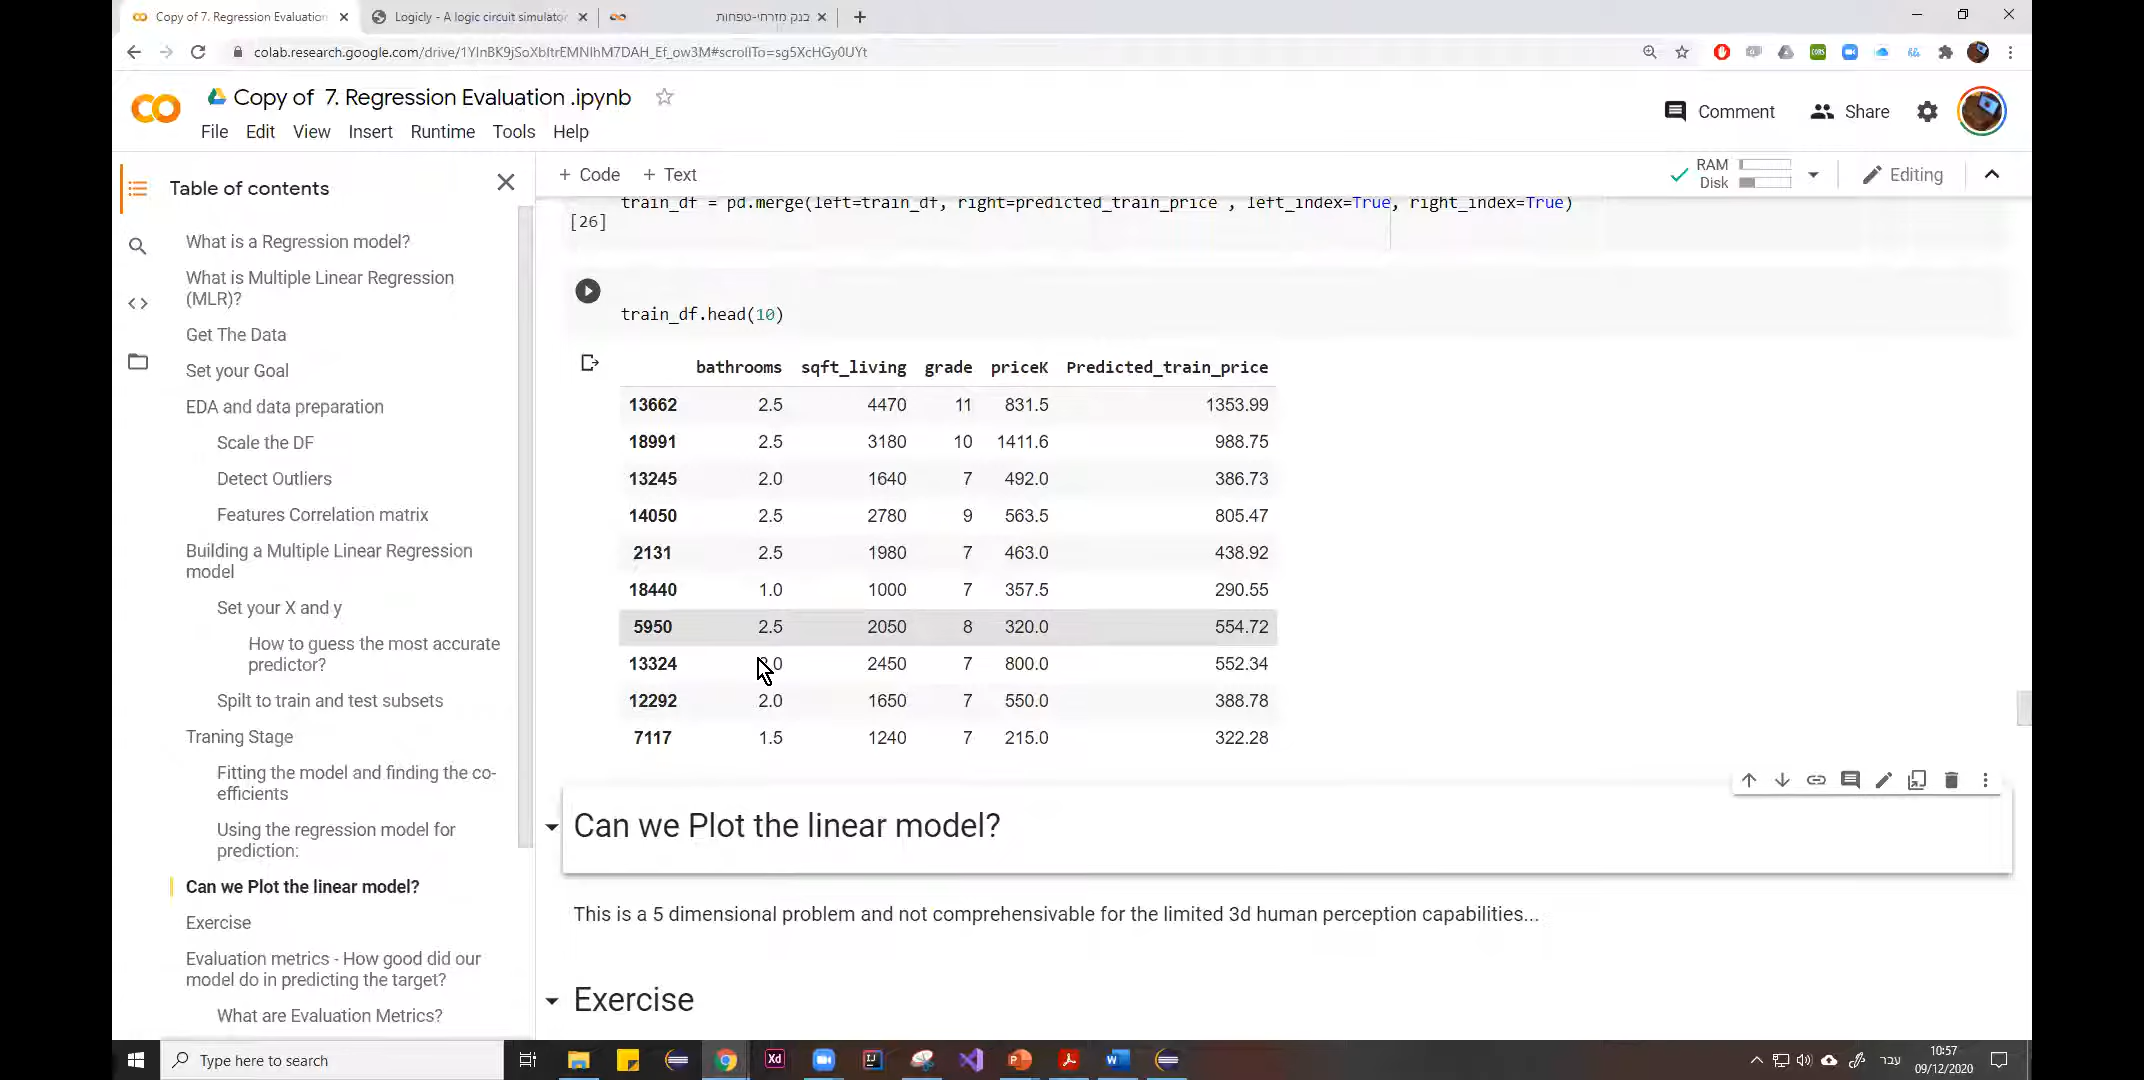 Copy of 7. Regression Evaluation
Logicly - A logic circuit simulator
בנק מזרחי-טפחות
colab.research.google.com/drive/1YInBK9jSoXbItrEMNIhM7DAH_Ef_ow3M#scrollTo=sg5XcHGy0UYt
Copy of 7. Regression Evaluation .ipynb
Comment
Share
File Edit View Insert Runtime Tools Help
Table of contents
+ Code + Text
RAM
Disk
Editing
What is a Regression model?
What is Multiple Linear Regression
(MLR)?
Get The Data
Set your Goal
EDA and data preparation
Scale the DF
Detect Outliers
Features Correlation matrix
Building a Multiple Linear Regression
model
Set your X and y
How to guess the most accurate
predictor?
Spilt to train and test subsets
Traning Stage
Fitting the model and finding the co-
efficients
Using the regression model for
prediction:
Can we Plot the linear model?
Exercise
Evaluation metrics - How good did our
model do in predicting the target?
What are Evaluation Metrics?
train_df = pd.merge(left=train_df, right=predicted_train_price , left_index=True, right_index=True)
[26]
train_df.head(10)
bathrooms sqft_living grade priceK Predicted_train_price
13662 2.5 4470 11 831.5 1353.99
18991 2.5 3180 10 1411.6 988.75
13245 2.0 1640 7 492.0 386.73
14050 2.5 2780 9 563.5 805.47
2131 2.5 1980 7 463.0 438.92
18440 1.0 1000 7 357.5 290.55
5950 2.5 2050 8 320.0 554.72
13324 2450 7 800.0 552.34
12292 2.0 1650 7 550.0 388.78
7117 1.5 1240 7 215.0 322.28
Can we Plot the linear model?
This is a 5 dimensional problem and not comprehensivable for the limited 3d human perception capabilities...
Exercise
Type here to search
Xd
IJ
עבר
10:57
09/12/2020